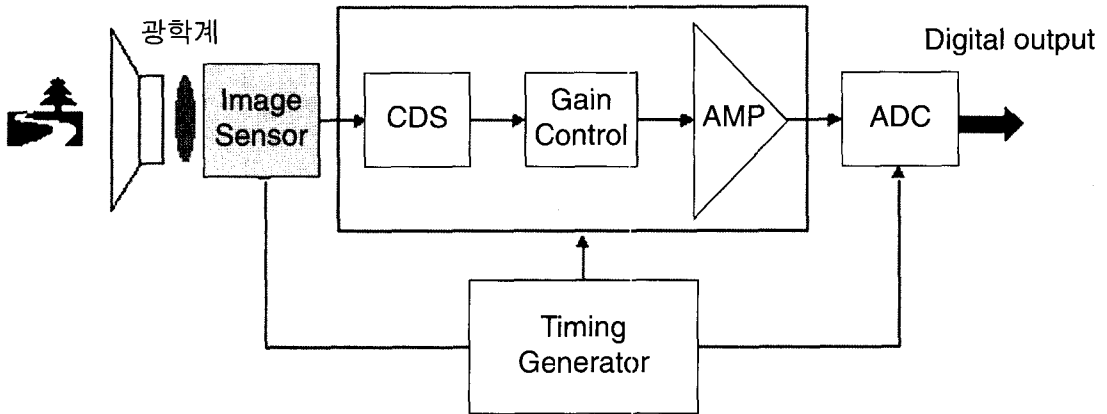 광학계
Digital output
Image
Sensor
CDS
Gain
Control
AMP
ADC
Timing
Generator